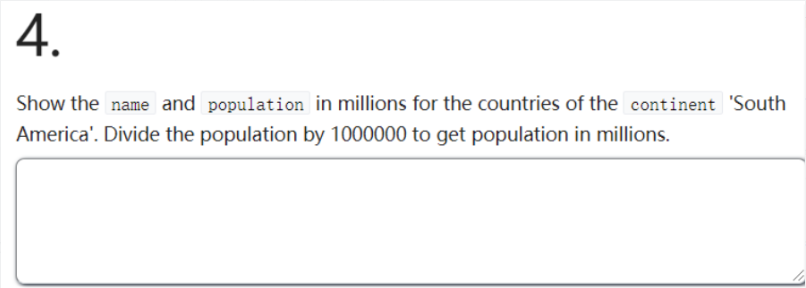 4.
Show the name and population in millions for the countries of the continent 'South
America'. Divide the population by 1000000 to get population in millions.